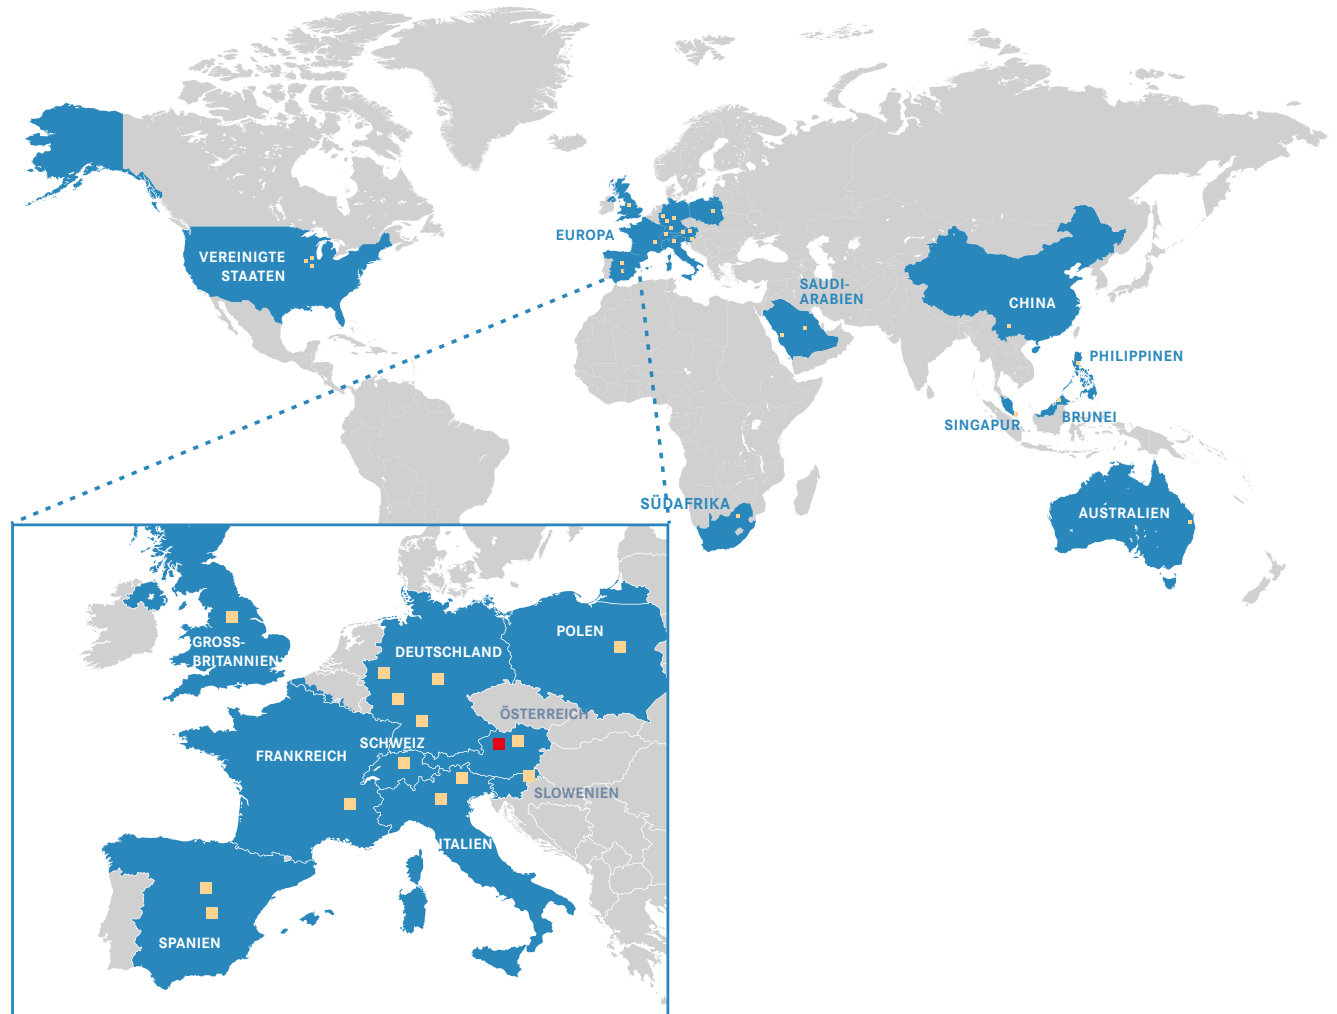 EUROPA
VEREINIGTE
STAATEN
SAUDI-
ARABIEN
CHINA
PHILIPPINEN
SINGAPUR
BRUNEI
SÜDAFRIKA
AUSTRALIEN
GROSS-
BRITANNIEN
POLEN
DEUTSCHLAND
ÖSTERREICH
SCHWEIZ
FRANKREICH
SLOWENIEN
ITALIEN
SPANIEN